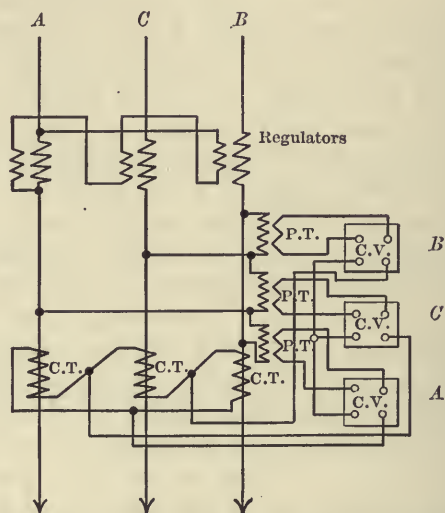 A C B
Regulators
P.T.
C.V.
B
P.T.
C.V.
C
P.T.
C.T. C.T. C.T.
C.V.
A